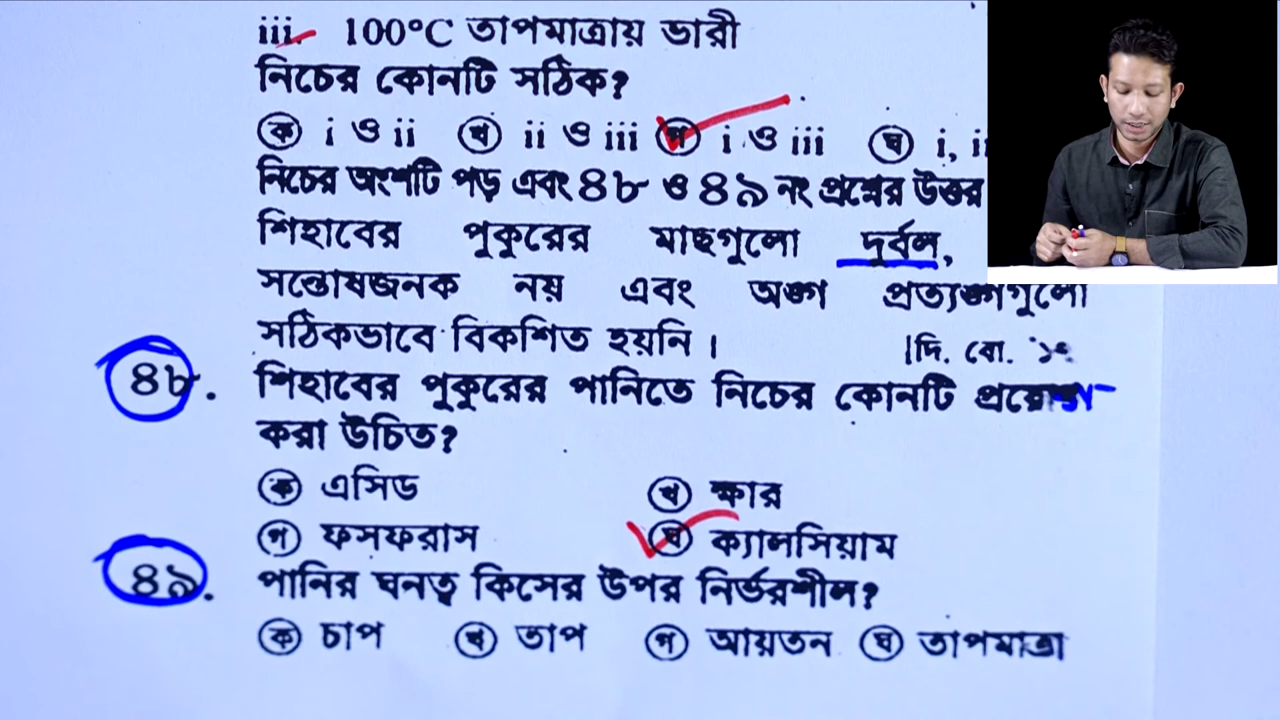 iii. 100°C তাপমাত্রায় ভারী
নিচের কোনটি সঠিক?
ক i ও ii খ ii ও iii গ i ও iii ঘ i,
নিচের অংশটি পড় এবং ৪৮ ও ৪৯ নং প্রশ্নের উত্তর
শিহাবের পুকুরের মাছগুলো দুর্বল,
সন্তোষজনক নয় এবং অঙ্গ প্রত্যঙ্গগুলো
সঠিকভাবে বিকশিত হয়নি। [দি. বো.
৪৮. শিহাবের পুকুরের পানিতে নিচের কোনটি প্রয়োগ
করা উচিত?
ক এসিড খ ক্ষার
গ ফসফরাস ঘ ক্যালসিয়াম
৪৯. পানির ঘনত্ব কিসের উপর নির্ভরশীল?
ক চাপ খ তাপ গ আয়তন ঘ তাপমাত্রা